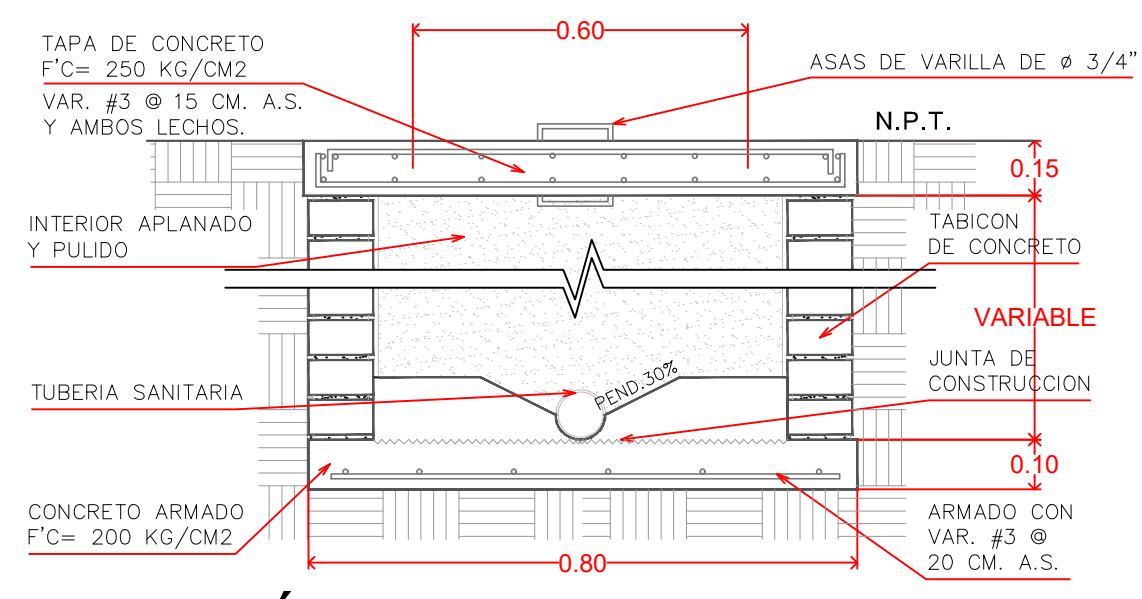 0.60
TAPA DE CONCRETO
F'C= 250 KG/CM2
VAR. #3 @ 15 CM. A.S.
Y AMBOS LECHOS.
ASAS DE VARILLA DE ø 3/4"
N.P.T.
0.15
INTERIOR APLANADO
Y PULIDO
TABICON
DE CONCRETO
VARIABLE
JUNTA DE
CONSTRUCCION
TUBERIA SANITARIA
PEND.30%
0.10
CONCRETO ARMADO
F'C= 200 KG/CM2
ARMADO CON
VAR. #3 @
20 CM. A.S.
0.80